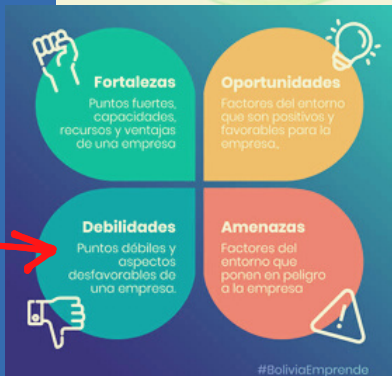 Fortalezas
Puntos fuertes,
capacidades,
recursos y ventajas
de una empresa
Oportunidades
Factores del entorno
que son positivos y
favorables para la
empresa.,
Debilidades
Puntos débiles y
aspectos
desfavorables de
una empresa.
Amenazas
Factores del
entorno que
ponen en peligro
a la empresa
#BoliviaEmprende